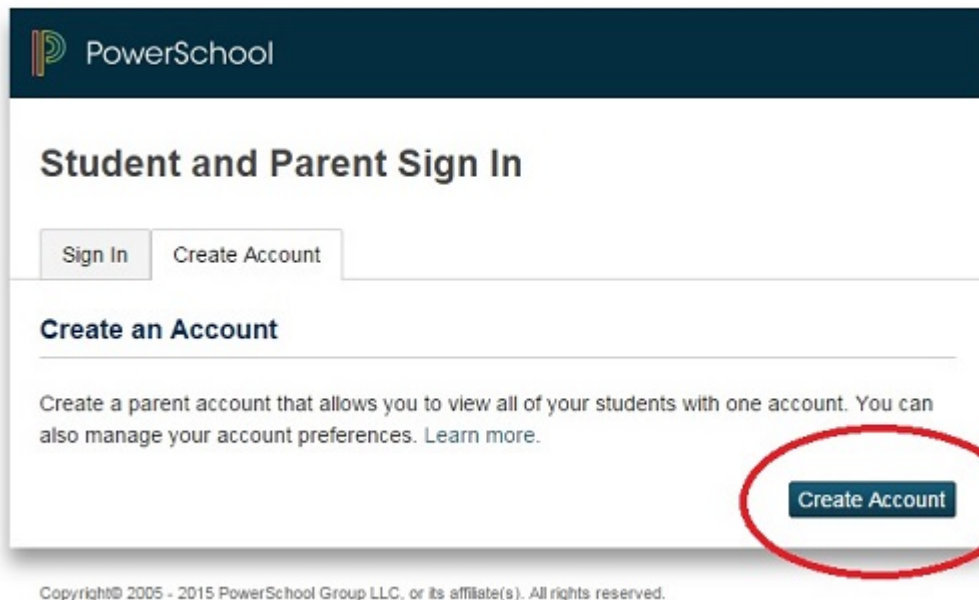 PowerSchool
Student and Parent Sign In
Sign In Create Account
Create an Account
Create a parent account that allows you to view all of your students with one account. You can
also manage your account preferences. Learn more.
Create Account
Copyright© 2005 - 2015 PowerSchool Group LLC, or its affiliate(s). All rights reserved.